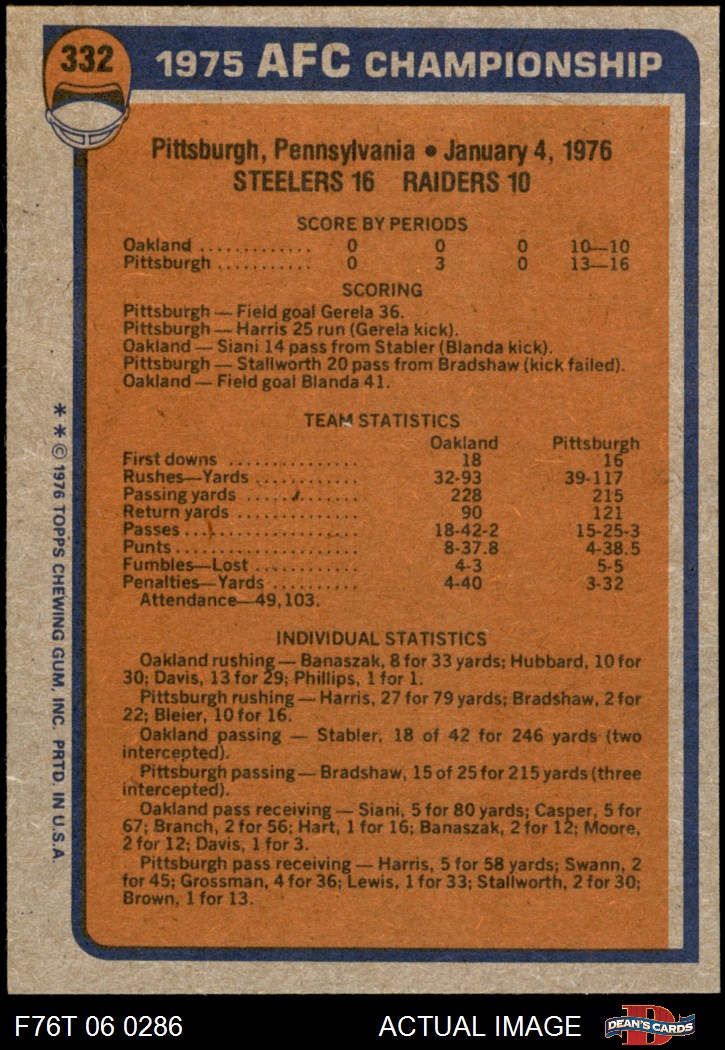 332
1975 AFC CHAMPIONSHIP
Pittsburgh, Pennsylvania • January 4, 1976
STEELERS 16 RAIDERS 10
SCORE BY PERIODS
Oakland ............. 0 0 0 10—10
Pittsburgh ........... 0 3 0 13—16
SCORING
Pittsburgh — Field goal Gerela 36.
Pittsburgh — Harris 25 run (Gerela kick).
Oakland — Siani 14 pass from Stabler (Blanda kick).
Pittsburgh — Stallworth 20 pass from Bradshaw (kick failed).
Oakland — Field goal Blanda 41.
TEAM STATISTICS
Oakland Pittsburgh
First downs ............... 18 16
Rushes—Yards ............ 32-93 39-117
Passing yards ............. 228 215
Return yards .............. 90 121
Passes..................... 18-42-2 15-25-3
Punts...................... 8-37.8 4-38.5
Fumbles—Lost ............ 4-3 5-5
Penalties—Yards .......... 4-40 3-32
Attendance—49,103.
INDIVIDUAL STATISTICS
Oakland rushing — Banaszak, 8 for 33 yards; Hubbard, 10 for
30; Davis, 13 for 29; Phillips, 1 for 1.
Pittsburgh rushing — Harris, 27 for 79 yards; Bradshaw, 2 for
22; Bleier, 10 for 16.
Oakland passing — Stabler, 18 of 42 for 246 yards (two
intercepted).
Pittsburgh passing — Bradshaw, 15 of 25 for 215 yards (three
intercepted).
Oakland pass receiving — Siani, 5 for 80 yards; Casper, 5 for
67; Branch, 2 for 56; Hart, 1 for 16; Banaszak, 2 for 12; Moore,
2 for 12; Davis, 1 for 3.
Pittsburgh pass receiving — Harris, 5 for 58 yards; Swann, 2
for 45; Grossman, 4 for 36; Lewis, 1 for 33; Stallworth, 2 for 30;
Brown, 1 for 13.
* * © 1976 TOPPS CHEWING GUM, INC. PRTD. IN U.S.A.
F76T 06 0286 ACTUAL IMAGE
D
DEAN'S CARDS